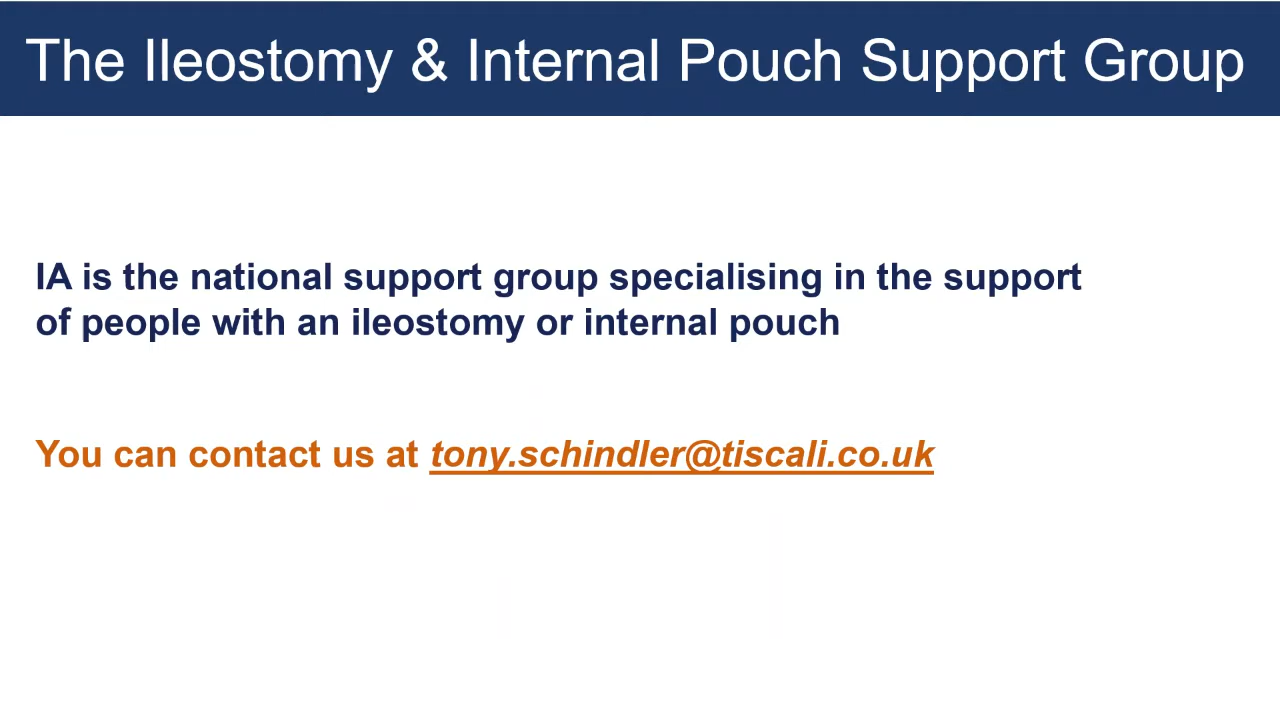 The Ileostomy & Internal Pouch Support Group
IA is the national support group specialising in the support
of people with an ileostomy or internal pouch
You can contact us at tony.schindler@tiscali.co.uk